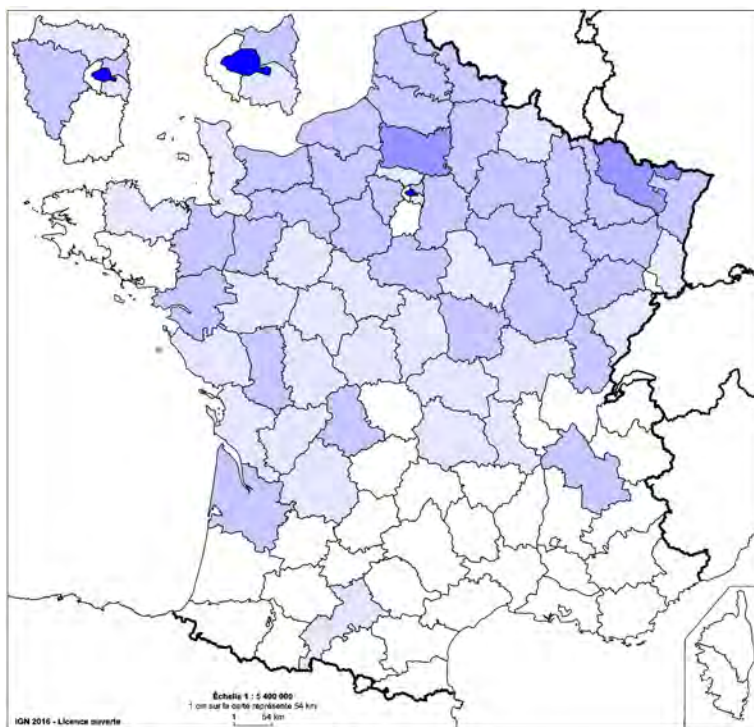 Échelle 1 : 5 400 000
1 cm sur la carte représente 54 km
1 54 km
IGN 2016 - Licence ouverte